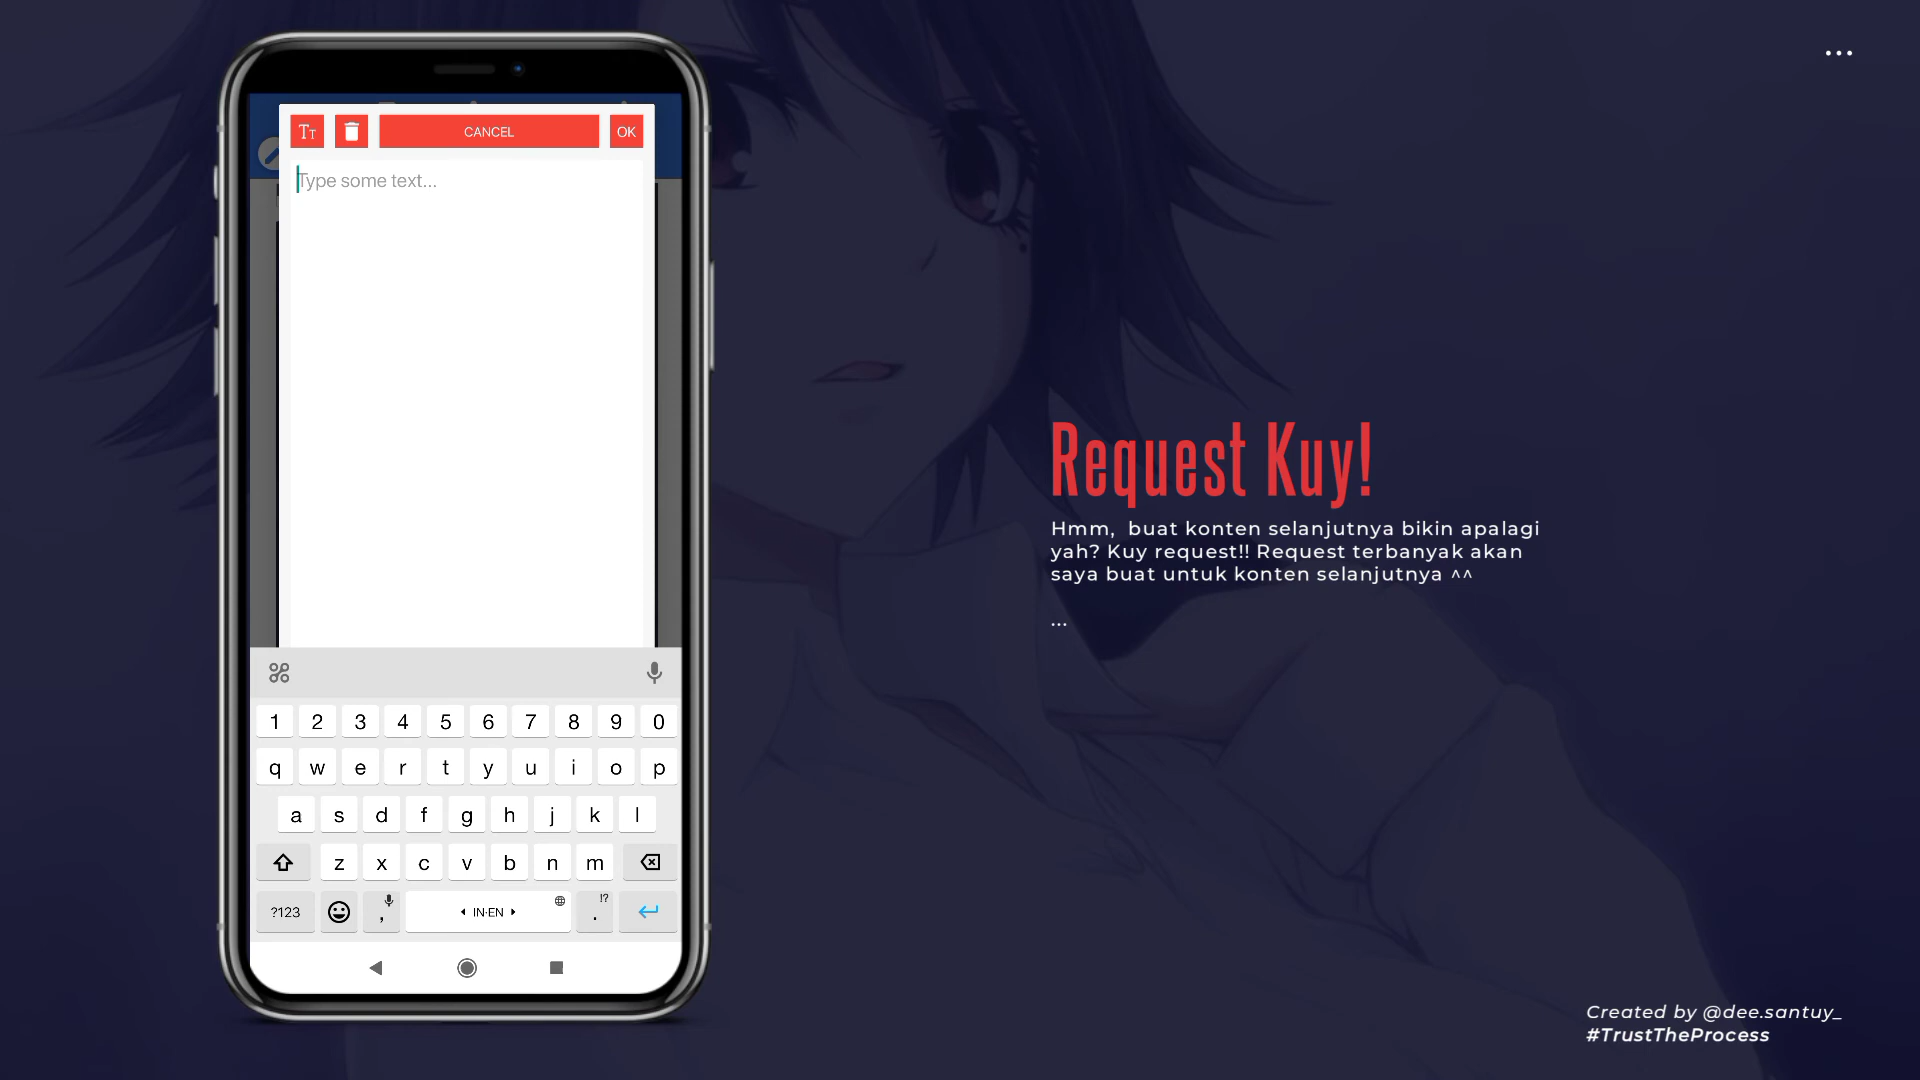 ...
Tт
CANCEL
OK
Type some text...
Request Kuy!
Hmm, buat konten selanjutnya bikin apalagi
yah? Kuy request!! Request terbanyak akan
saya buat untuk konten selanjutnya ^^
...
1 2 3 4 5 6 7 8 9 0
q w e r t y u i o p
a s d f g h j k l
z x c v b n m
?123 , IN·EN . !?
Created by @dee.santuy_
#TrustTheProcess